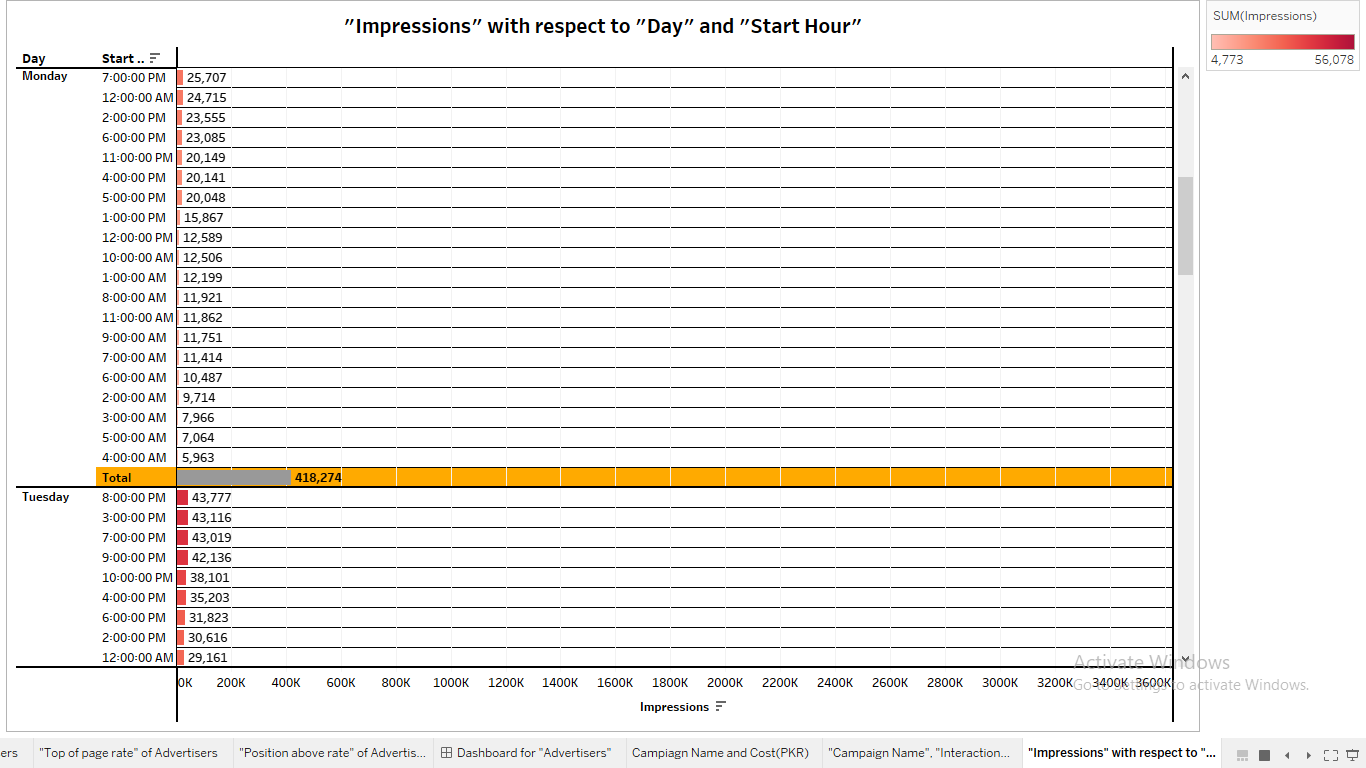 "Impressions" with respect to "Day" and "Start Hour"
SUM(Impressions)
4,773 56,078
Day Start ..
Monday 7:00:00 PM 25,707
12:00:00 AM 24,715
2:00:00 PM 23,555
6:00:00 PM 23,085
11:00:00 PM 20,149
4:00:00 PM 20,141
5:00:00 PM 20,048
1:00:00 PM 15,867
12:00:00 PM 12,589
10:00:00 AM 12,506
1:00:00 AM 12,199
8:00:00 AM 11,921
11:00:00 AM 11,862
9:00:00 AM 11,751
7:00:00 AM 11,414
6:00:00 AM 10,487
2:00:00 AM 9,714
3:00:00 AM 7,966
5:00:00 AM 7,064
4:00:00 AM 5,963
Total 418,274
Tuesday 8:00:00 PM 43,777
3:00:00 PM 43,116
7:00:00 PM 43,019
9:00:00 PM 42,136
10:00:00 PM 38,101
4:00:00 PM 35,203
6:00:00 PM 31,823
2:00:00 PM 30,616
12:00:00 AM 29,161
Activate Windows
0K 200K 400K 600K 800K 1000K 1200K 1400K 1600K 1800K 2000K 2200K 2400K 2600K 2800K 3000K 3200K 3400K 3600K
Go to Settings to activate Windows.
Impressions
ers "Top of page rate" of Advertisers "Position above rate" of Advertis... Dashboard for "Advertisers" Campiagn Name and Cost(PKR) "Campaign Name", "Interaction... "Impressions" with respect to "...